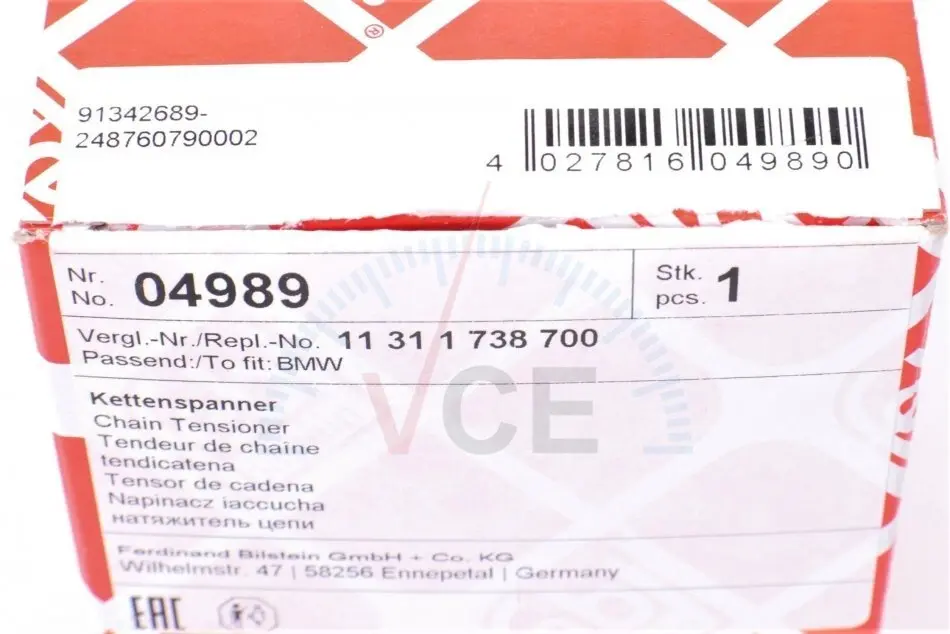 91342689-
248760790002
4 027816 049890
Nr.
No. 04989
Stk.
pcs. 1
Vergl.-Nr./Repl.-No. 11 31 1 738 700
Passend:/To fit: BMW
Kettenspanner
Chain Tensioner
Tendeur de chaîne
tendicatena
Tensor de cadena
Napinacz łaccucha
натяжитель цепи
VCE
Ferdinand Bilstein GmbH + Co. KG
Wilhelmstr. 47 | 58256 Ennepetal | Germany
EAC